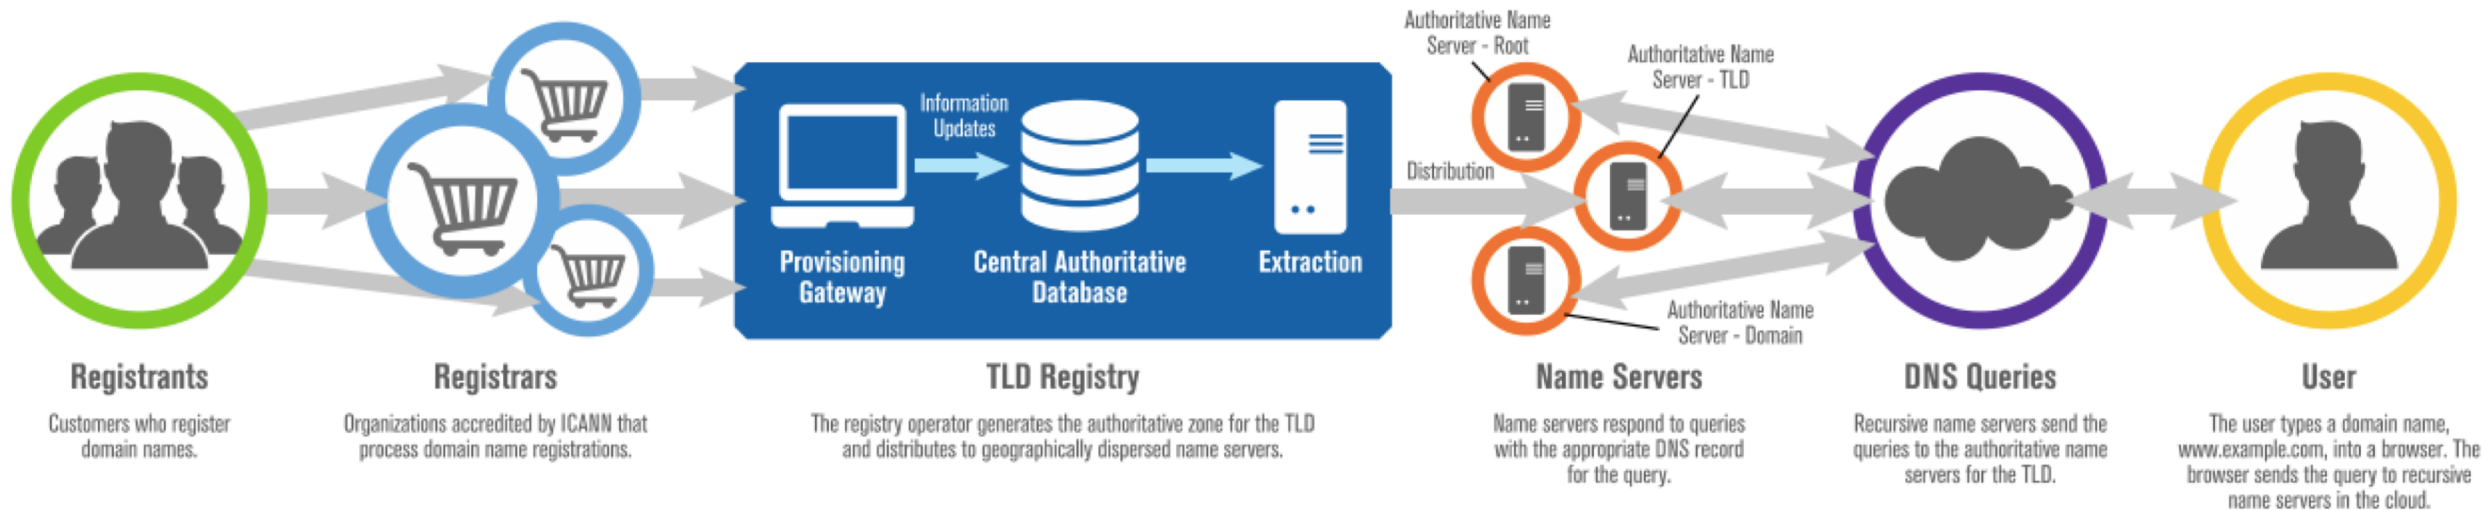 Authoritative Name
Server - Root
Authoritative Name
Server - TLD
Information
Updates
Distribution
Provisioning
Gateway
Central Authoritative
Database
Extraction
Authoritative Name
Server - Domain
Registrants
Customers who register
domain names.
Registrars
Organizations accredited by ICANN that
process domain name registrations.
TLD Registry
The registry operator generates the authoritative zone for the TLD
and distributes to geographically dispersed name servers.
Name Servers
Name servers respond to queries
with the appropriate DNS record
for the query.
DNS Queries
Recursive name servers send the
queries to the authoritative name
servers for the TLD.
User
The user types a domain name,
www.example.com, into a browser. The
browser sends the query to recursive
name servers in the cloud.